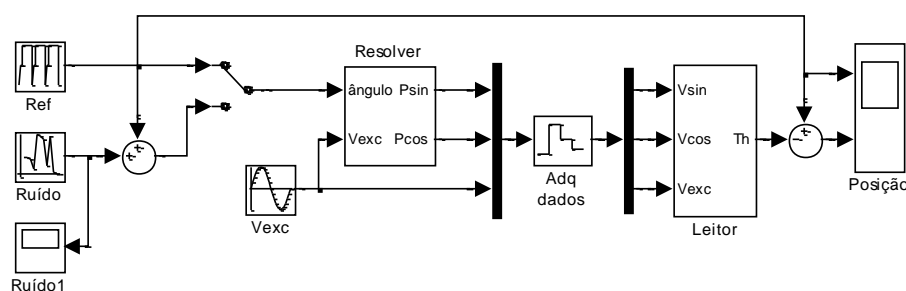 Ref
Ruído
Ruído1
Vexc
Resolver
ângulo Psin
Vexc Pcos
Adq
dados
Vsin
Vcos Th
Vexc
Leitor
Posição